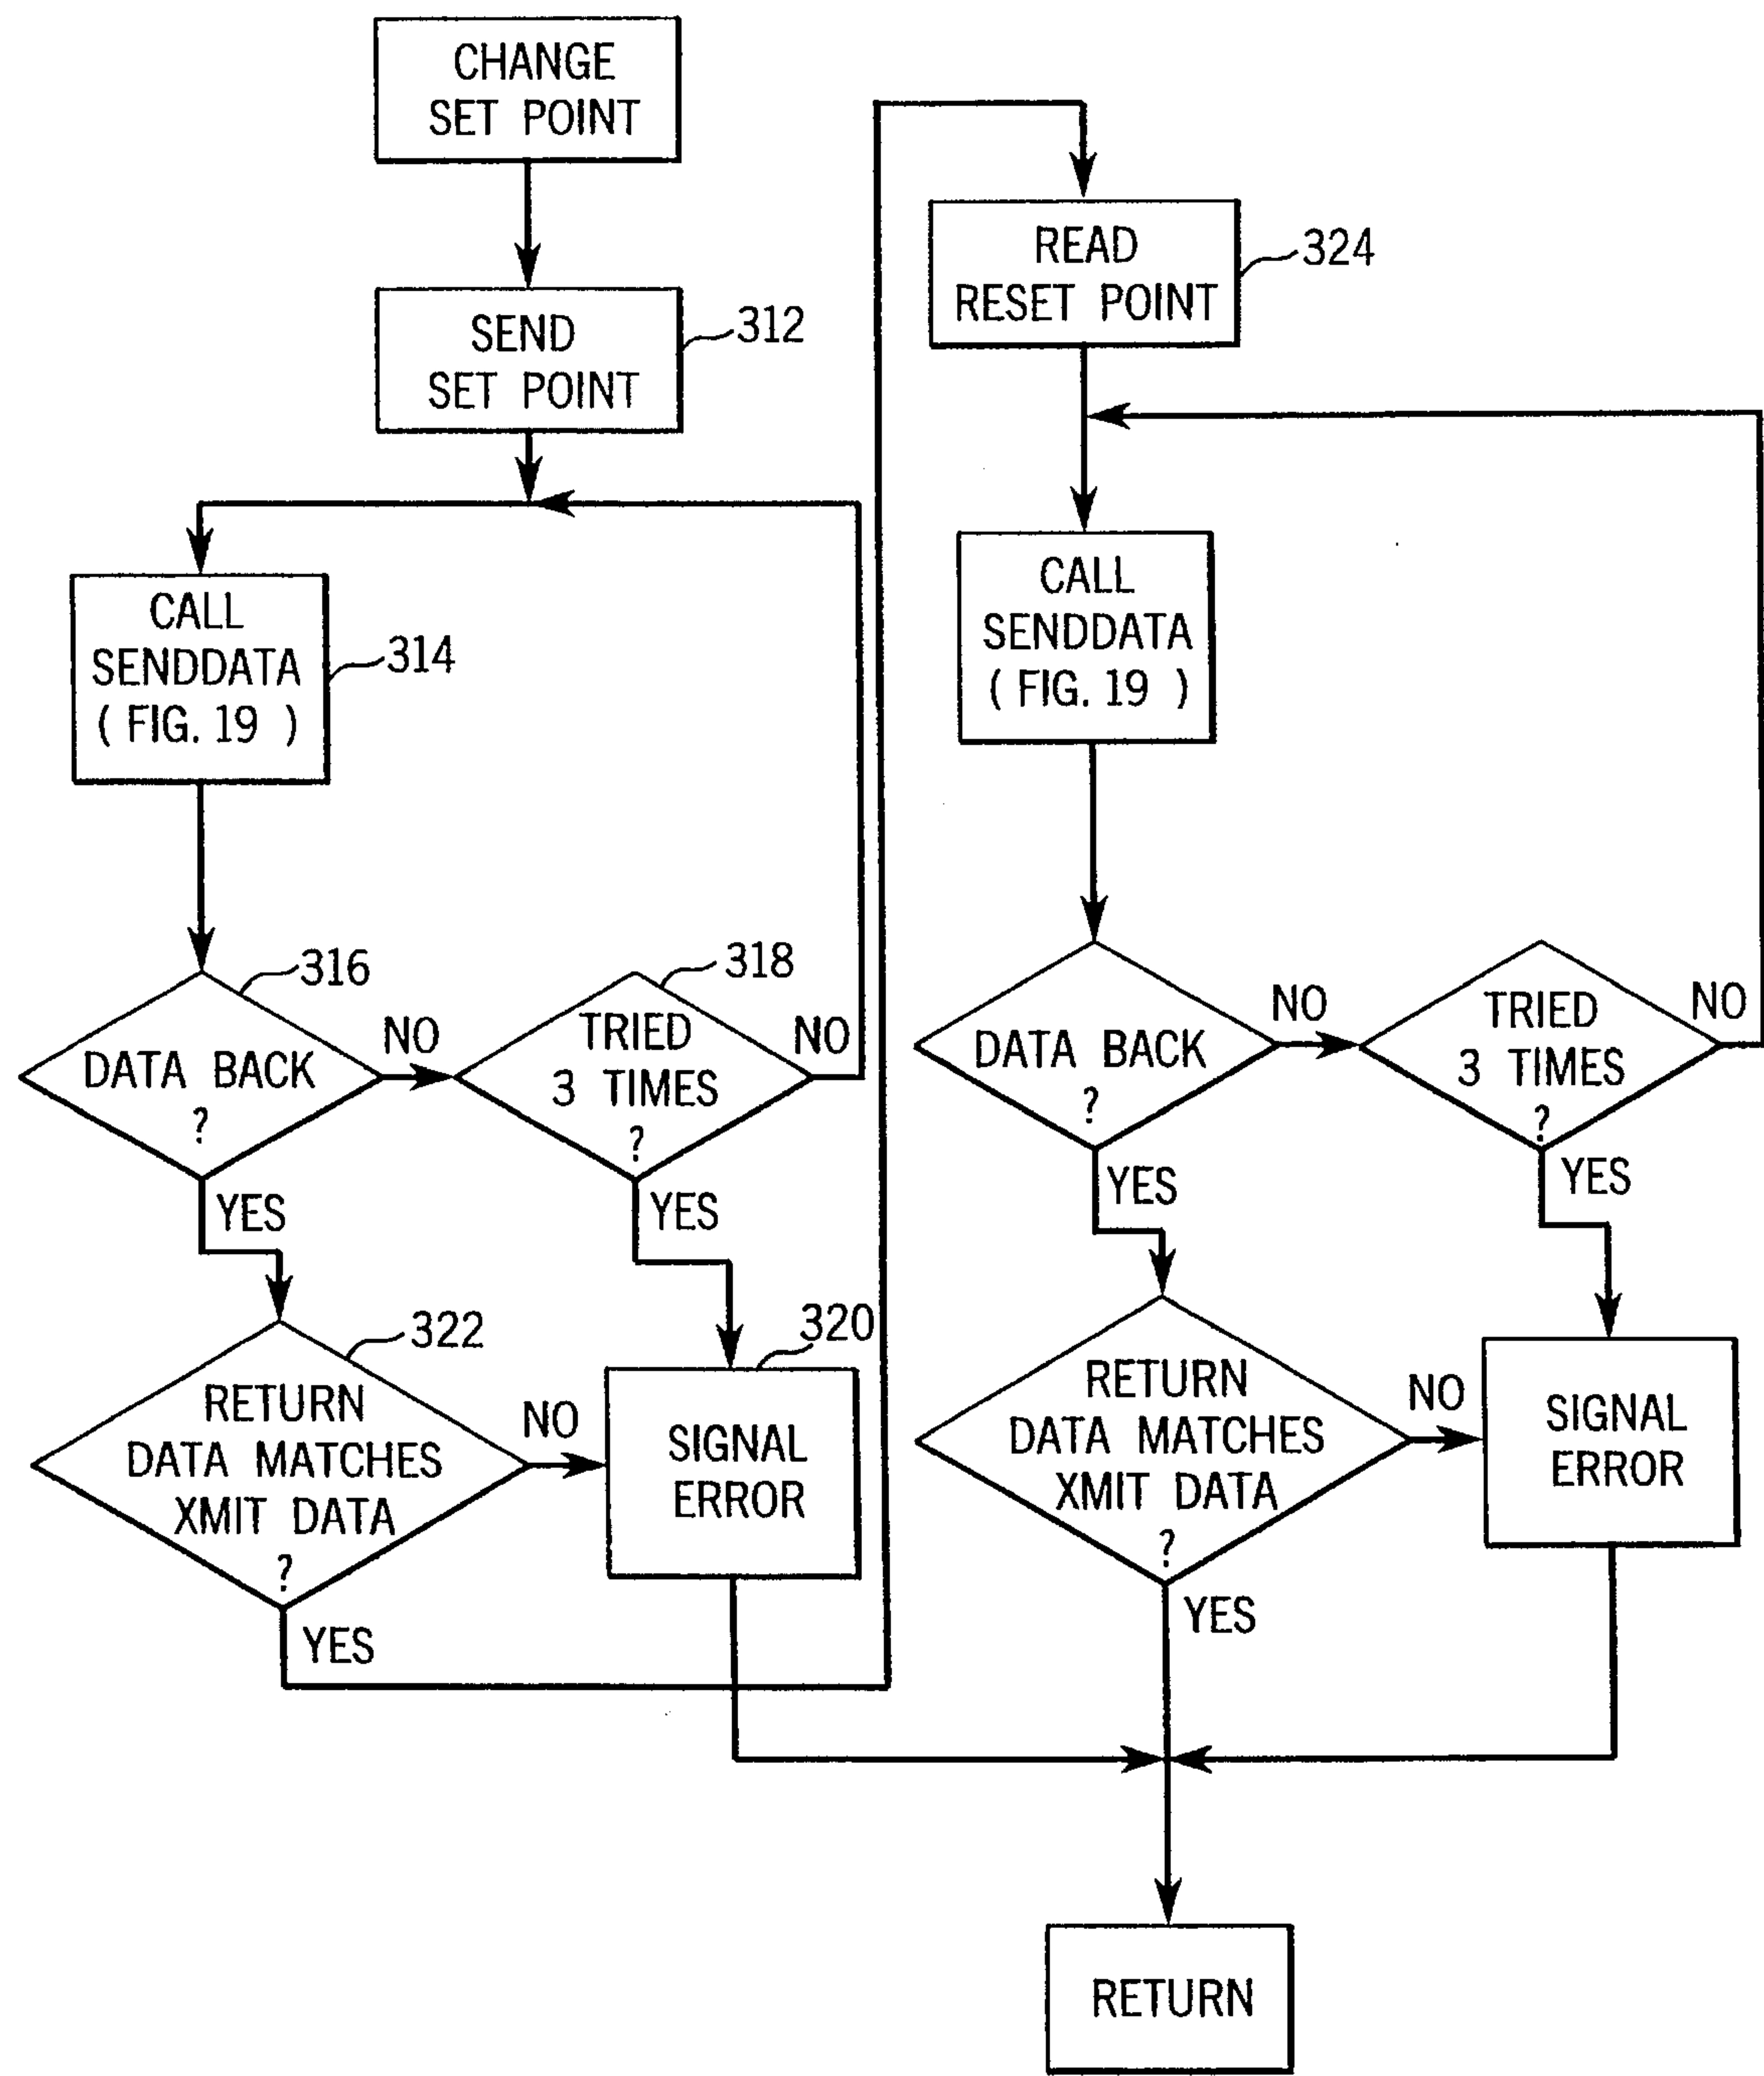 CHANGE
SET POINT
SEND
SET POINT
312
CALL
SENDDATA
( FIG. 19 )
314
316
DATA BACK
?
NO
YES
318
TRIED
3 TIMES
?
NO
YES
322
RETURN
DATA MATCHES
XMIT DATA
?
NO
YES
320
SIGNAL
ERROR
READ
RESET POINT
324
CALL
SENDDATA
( FIG. 19 )
DATA BACK
?
NO
YES
TRIED
3 TIMES
?
NO
YES
RETURN
DATA MATCHES
XMIT DATA
?
NO
YES
SIGNAL
ERROR
RETURN